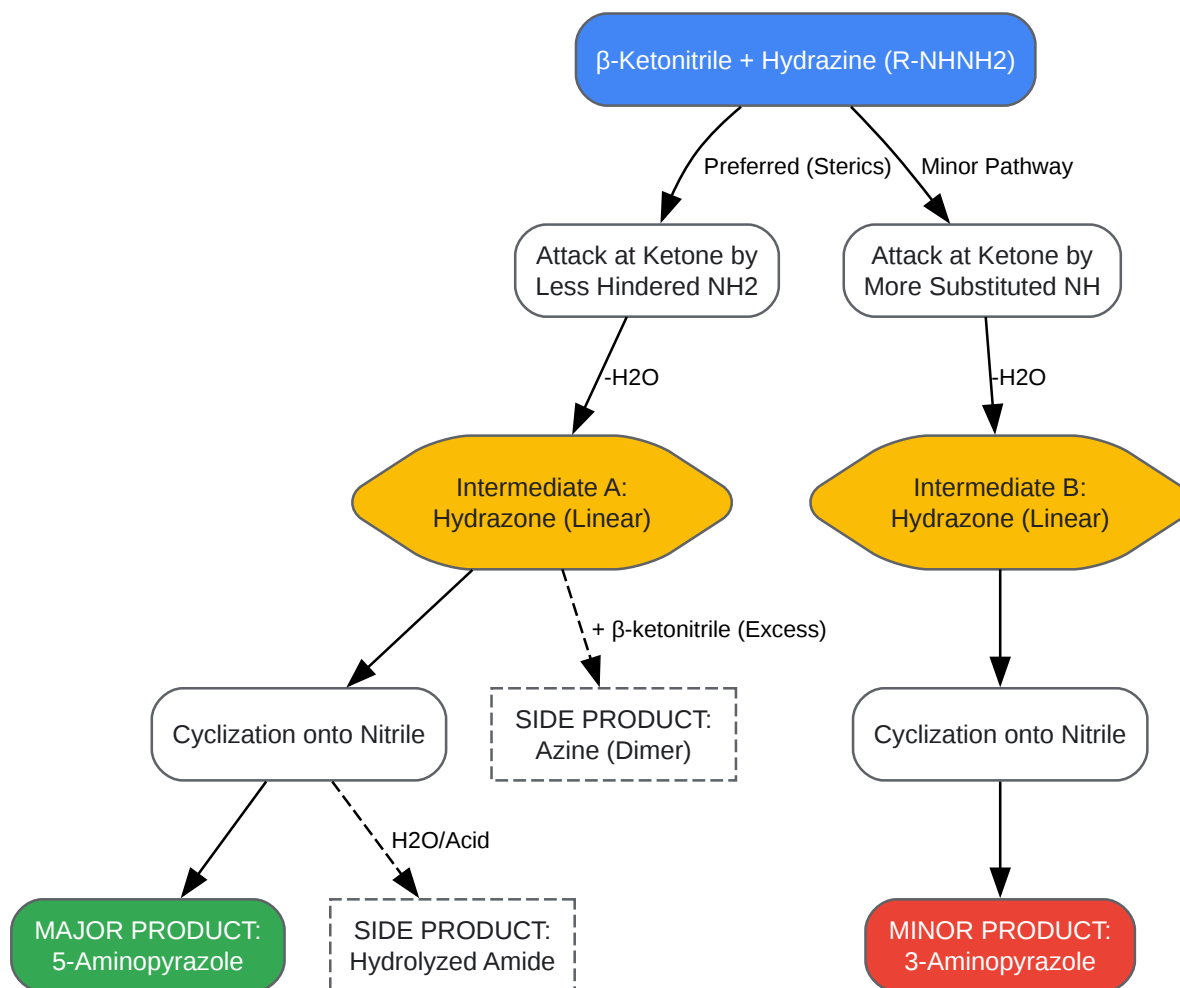 β-Ketonitrile + Hydrazine (R-NHNH2)
Preferred (Sterics)
Minor Pathway
Attack at Ketone by
Less Hindered NH2
Attack at Ketone by
More Substituted NH
-H2O
-H2O
Intermediate A:
Hydrazone (Linear)
Intermediate B:
Hydrazone (Linear)
+ β-ketonitrile (Excess)
Cyclization onto Nitrile
SIDE PRODUCT:
Azine (Dimer)
Cyclization onto Nitrile
H2O/Acid
MAJOR PRODUCT:
5-Aminopyrazole
SIDE PRODUCT:
Hydrolyzed Amide
MINOR PRODUCT:
3-Aminopyrazole